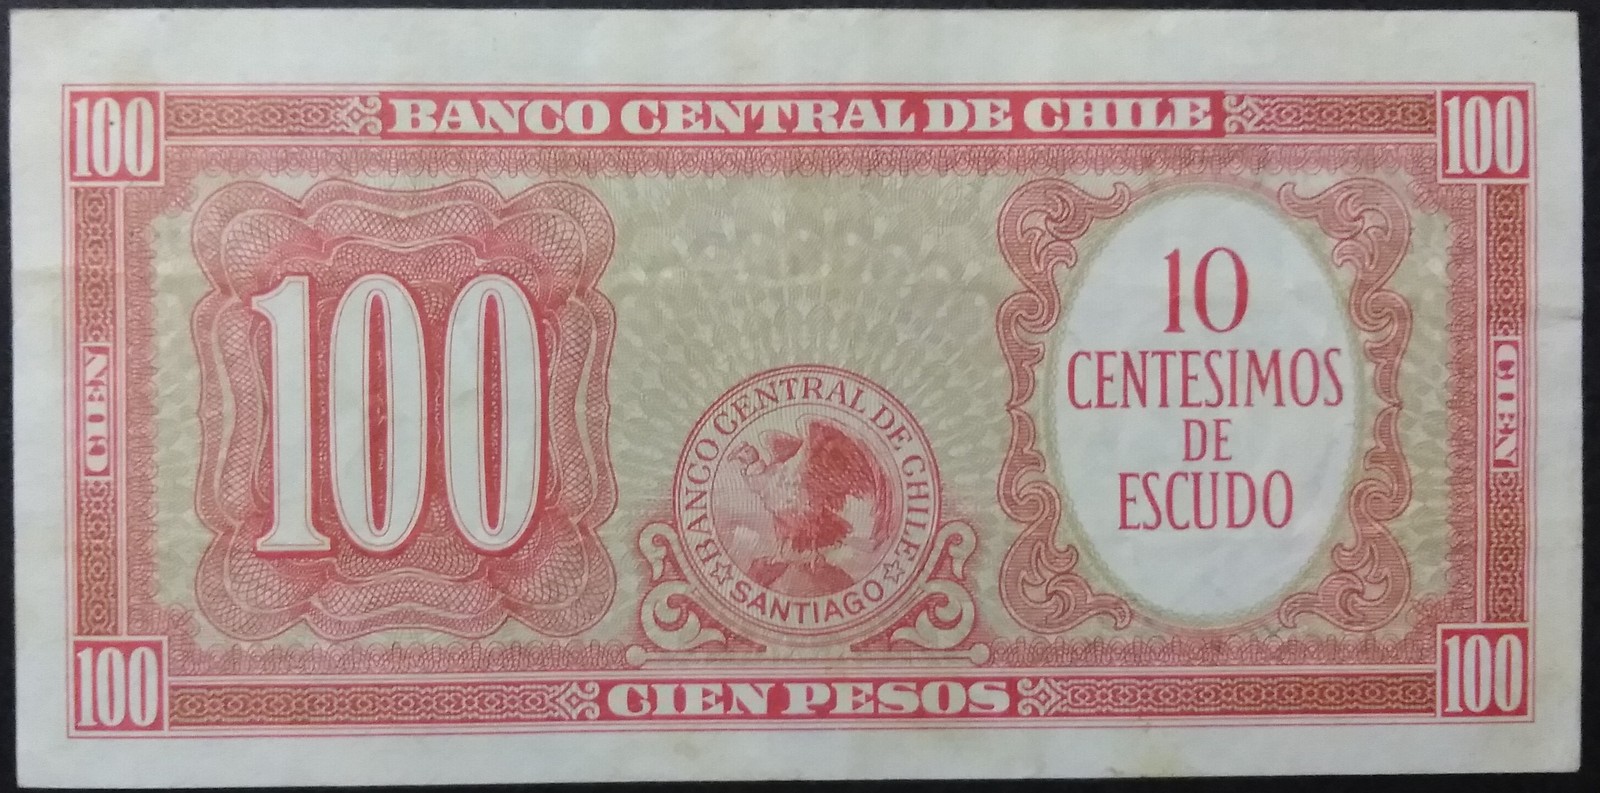 100 BANCO CENTRAL DE CHILE 100
CIEN
100
BANCO CENTRAL DE CHILE
SANTIAGO
10
CENTESIMOS
DE
ESCUDO
CIEN
100 CIEN PESOS 100